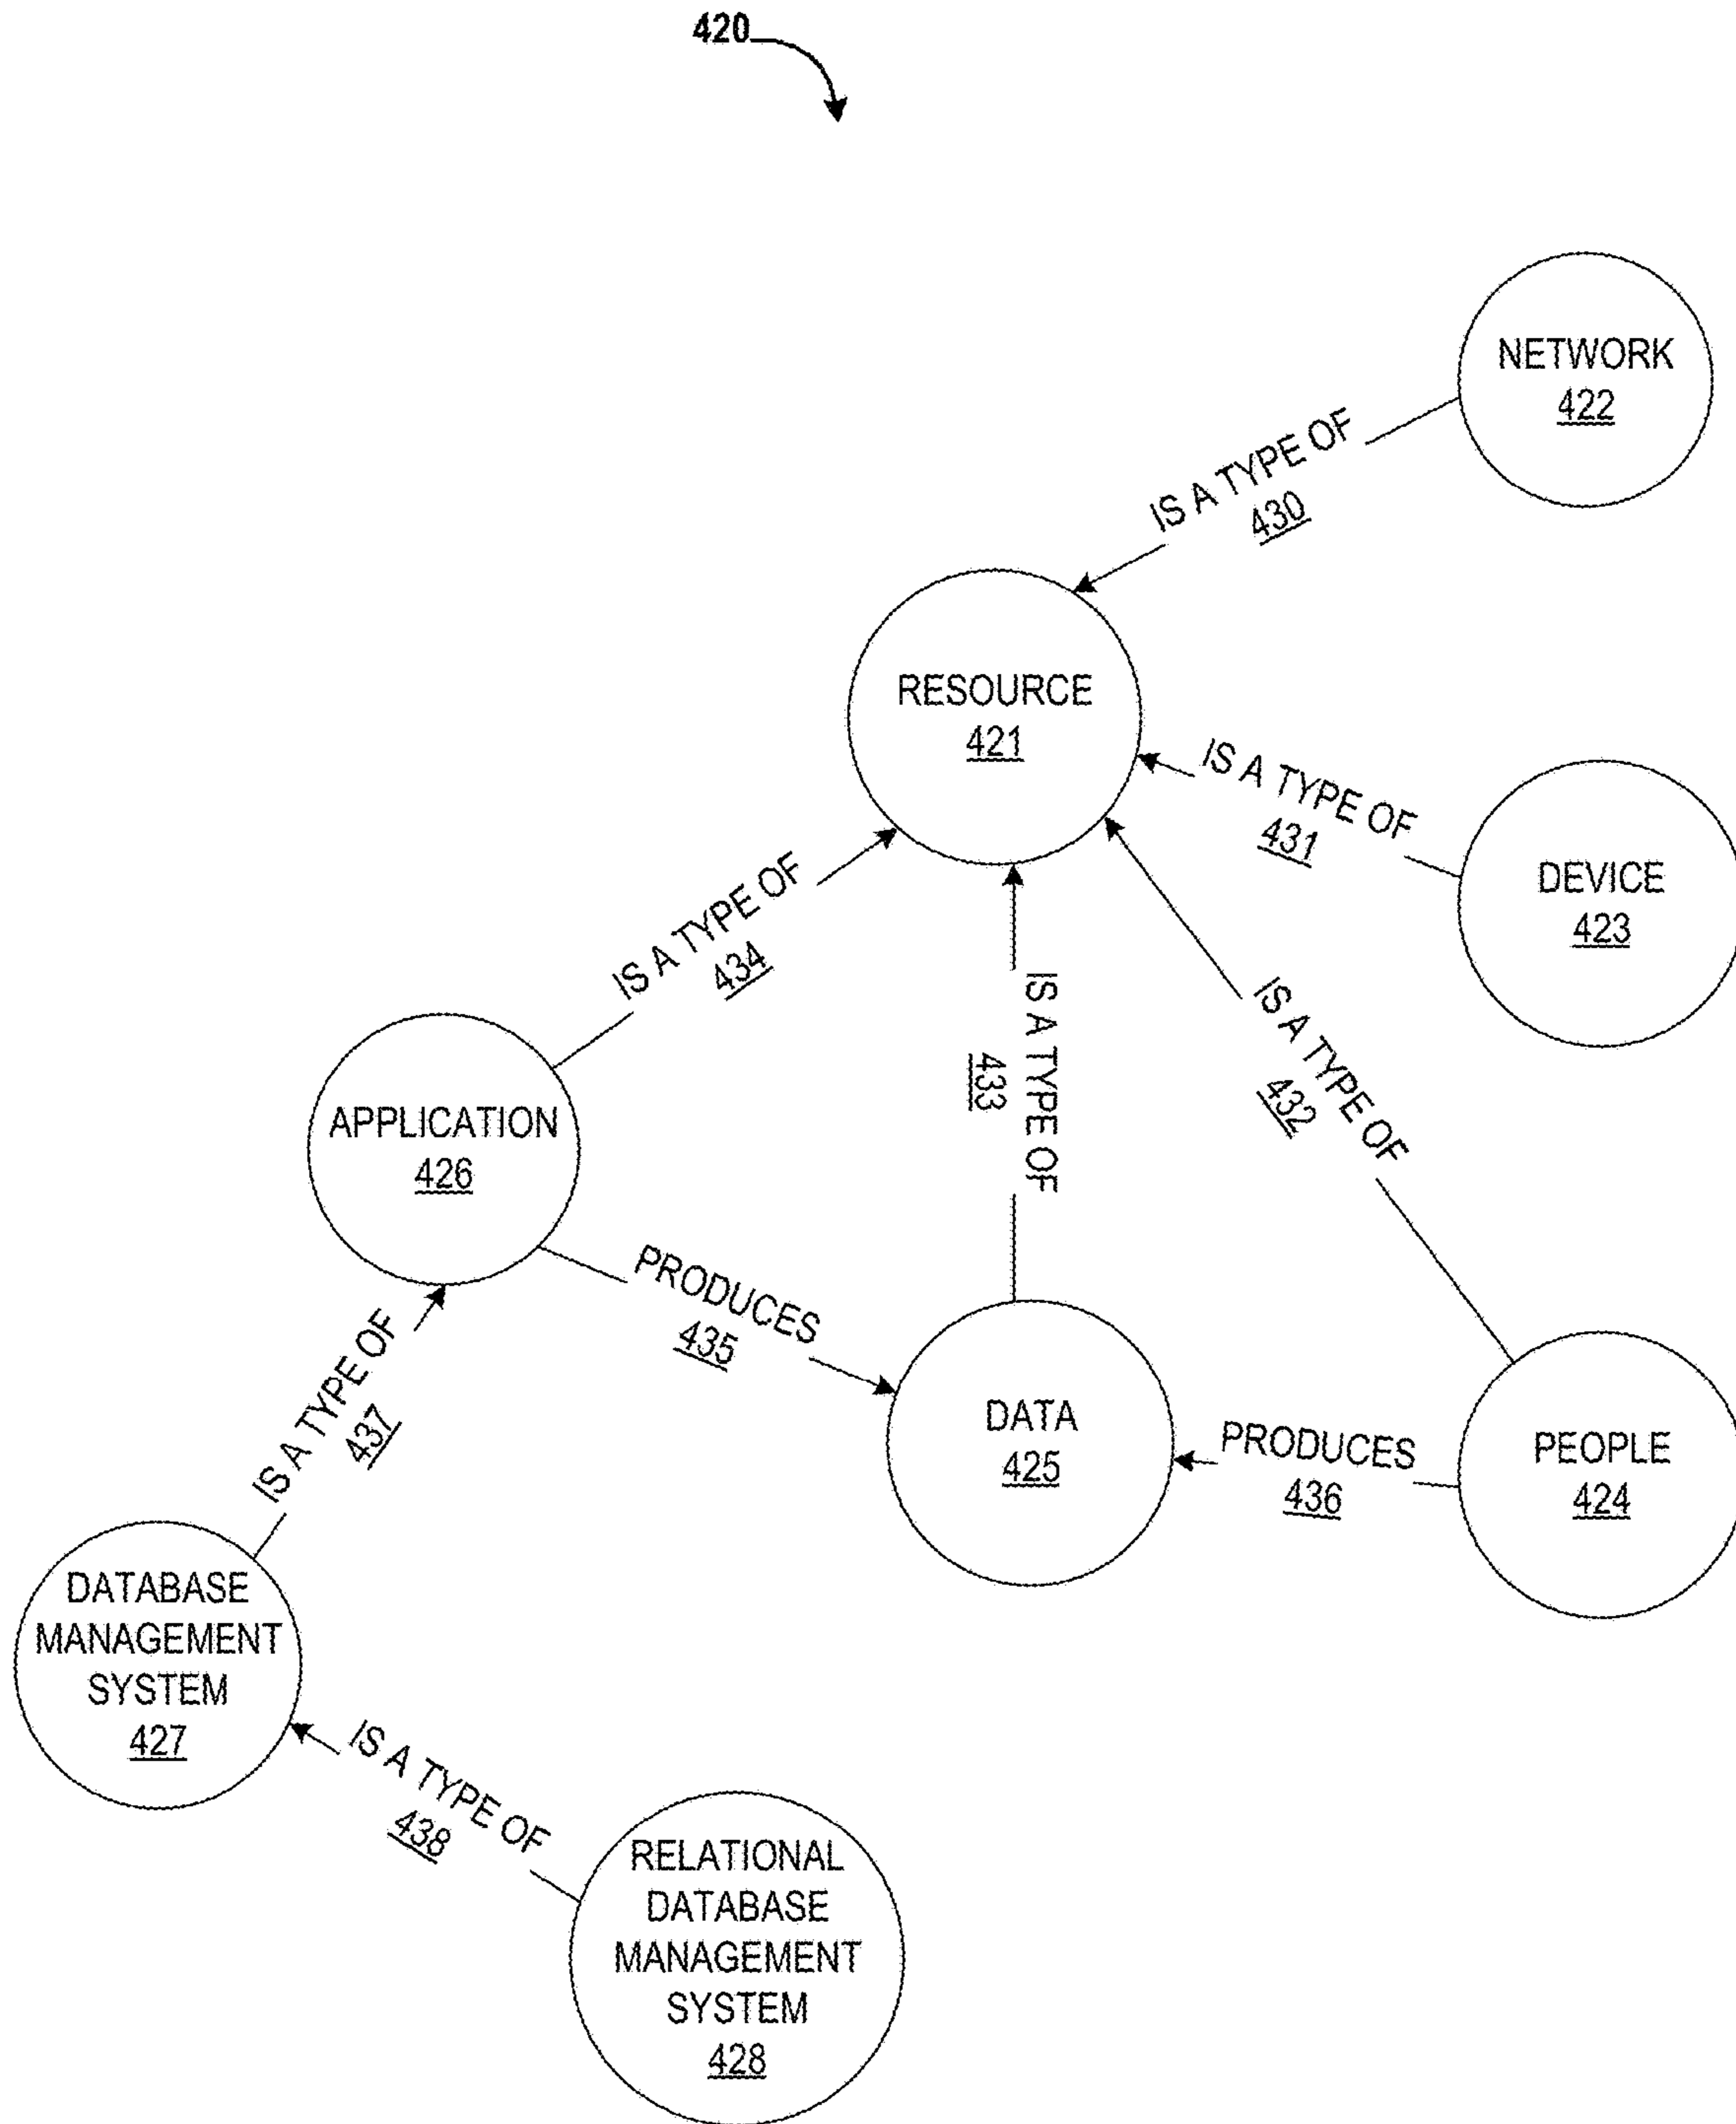 420
NETWORK
422
IS A TYPE OF
430
RESOURCE
421
IS A TYPE OF
431
DEVICE
423
IS A TYPE OF
434
IS A TYPE OF
433
IS A TYPE OF
432
APPLICATION
426
PRODUCES
435
DATA
425
PRODUCES
436
PEOPLE
424
IS A TYPE OF
437
DATABASE
MANAGEMENT
SYSTEM
427
IS A TYPE OF
438
RELATIONAL
DATABASE
MANAGEMENT
SYSTEM
428